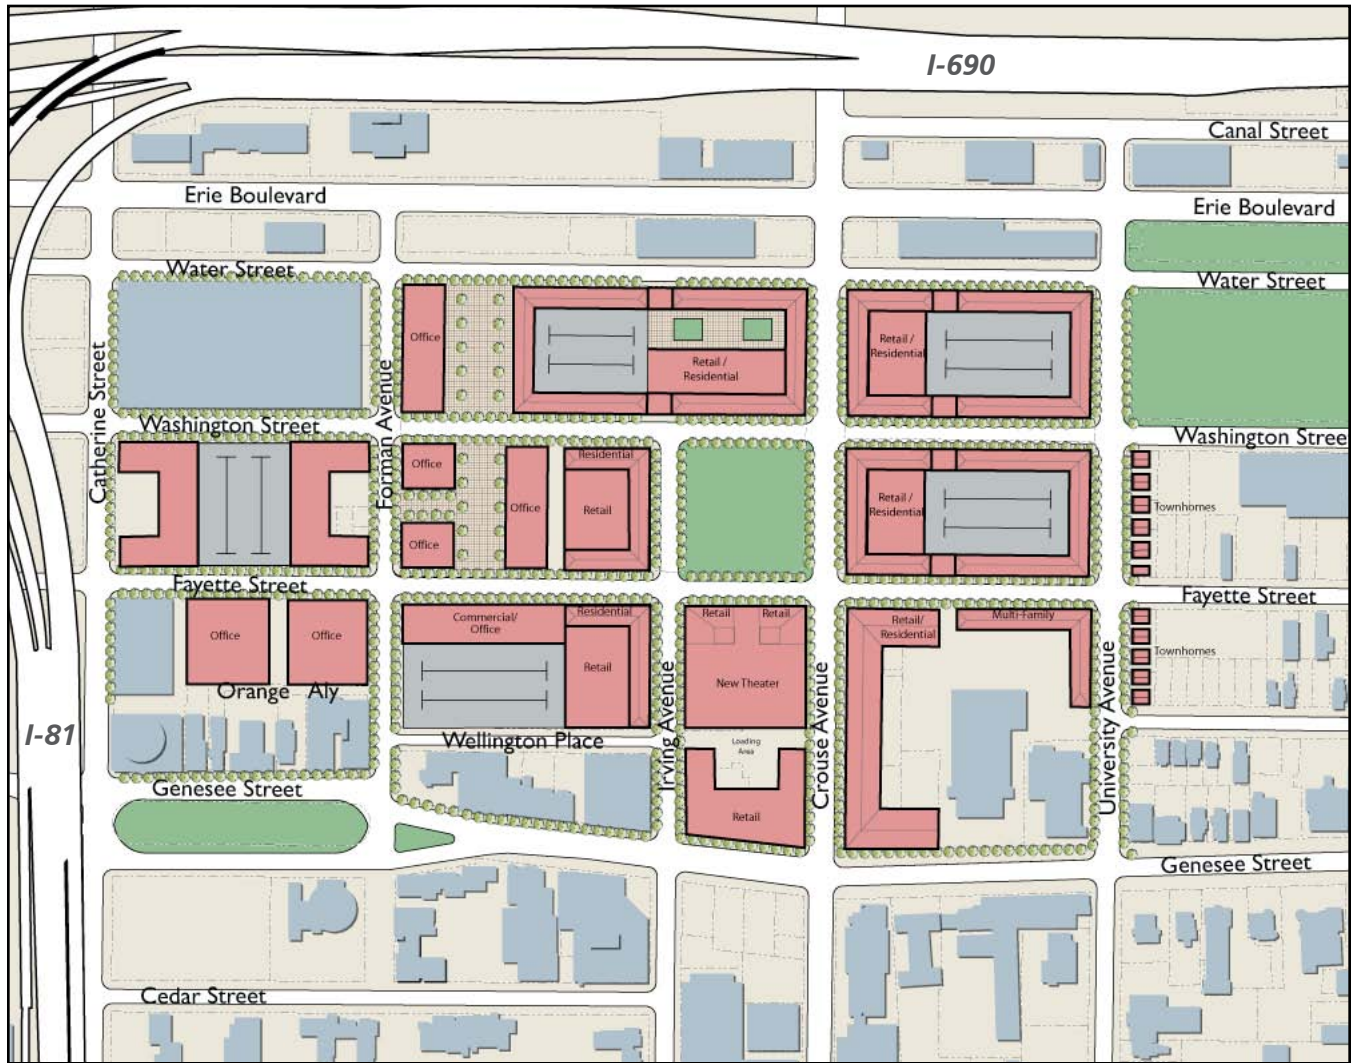 I-690
Canal Street
Erie Boulevard
Erie Boulevard
Water Street
Water Street
Catherine Street
Forman Avenue
Office
Retail /
Residential
Retail /
Residential
Washington Street
Washington Stree
Office
Office
Office
Residential
Retail
Retail /
Residential
Townhomes
Fayette Street
Fayette Street
Office
Office
Orange Aly
Commercial/
Office
Residential
Retail
Retail
Retail
New Theater
Retail/
Residential
Multi-Family
Townhomes
I-81
Wellington Place
Irving Avenue
Loading
Area
Crouse Avenue
University Avenue
Genesee Street
Retail
Genesee Street
Cedar Street